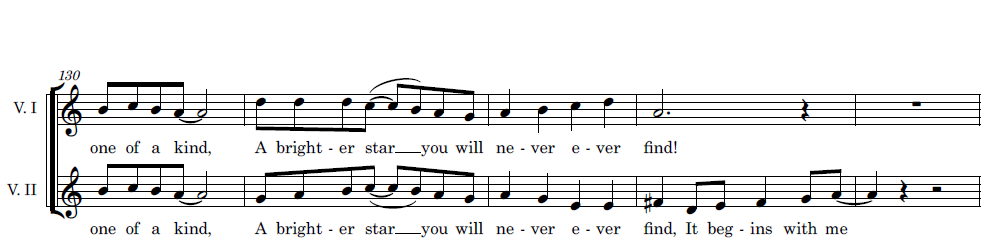 130
V. I
one of a kind, A bright - er star you will ne - ver e - ver find!
V. II
one of a kind, A bright - er star you will ne - ver e - ver find, It beg - ins with me